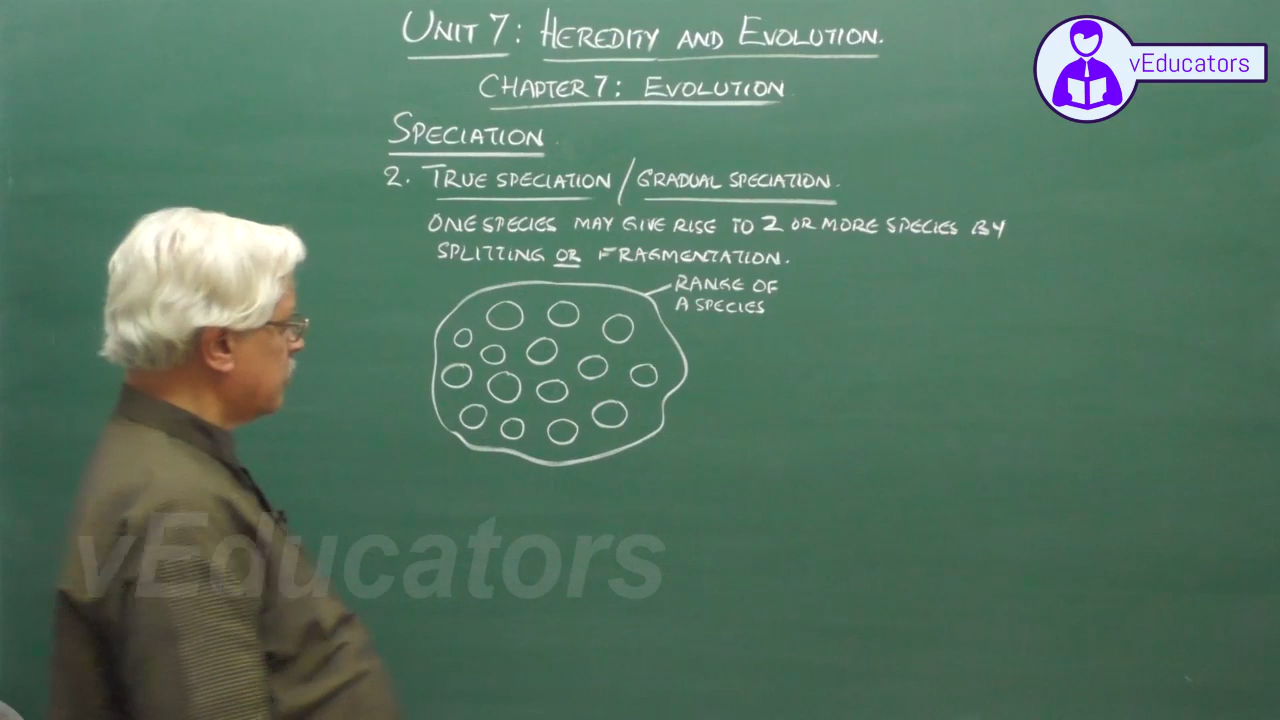 UNIT 7: HEREDITY AND EVOLUTION.
CHAPTER 7: EVOLUTION
SPECIATION
2. TRUE SPECIATION / GRADUAL SPECIATION.
ONE SPECIES MAY GIVE RISE TO 2 OR MORE SPECIES BY
SPLITTING OR FRAGMENTATION.
RANGE OF
A SPECIES
vEducators
vEducators